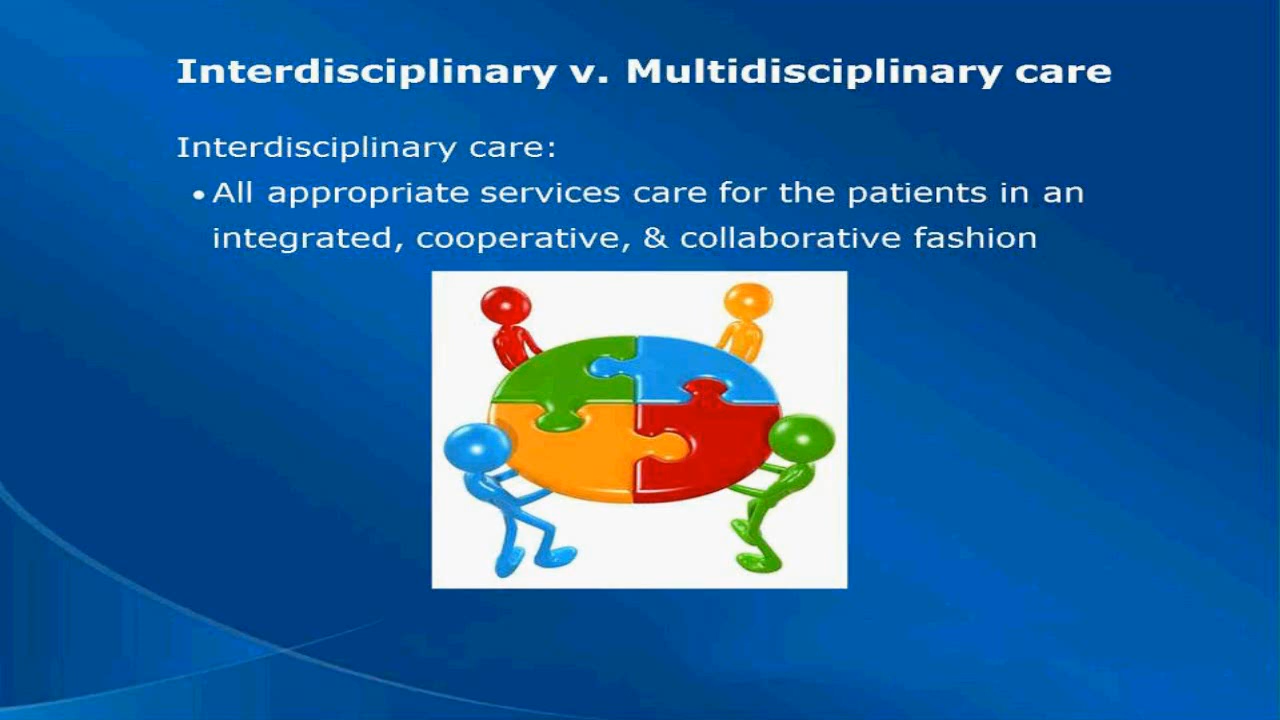 Interdisciplinary v. Multidisciplinary care
Interdisciplinary care:
• All appropriate services care for the patients in an
integrated, cooperative, & collaborative fashion